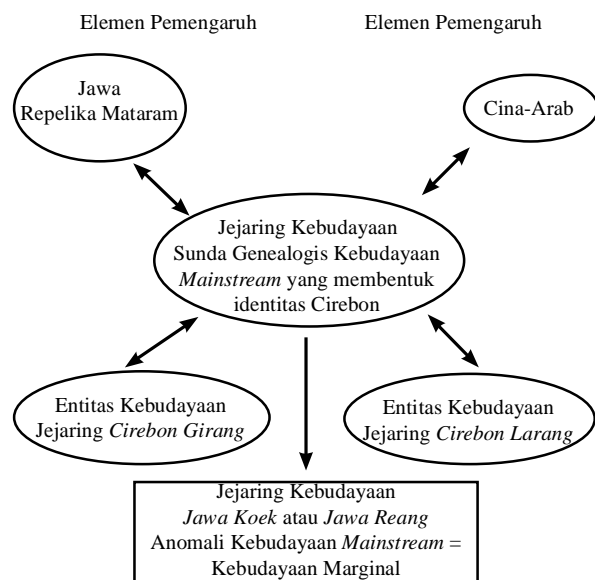 Elemen Pemengaruh
Elemen Pemengaruh
Jawa
Repelika Mataram
Cina-Arab
Jejaring Kebudayaan
Sunda Genealogis Kebudayaan
Mainstream yang membentuk
identitas Cirebon
Entitas Kebudayaan
Jejaring Cirebon Girang
Entitas Kebudayaan
Jejaring Cirebon Larang
Jejaring Kebudayaan
Jawa Koek atau Jawa Reang
Anomali Kebudayaan Mainstream =
Kebudayaan Marginal